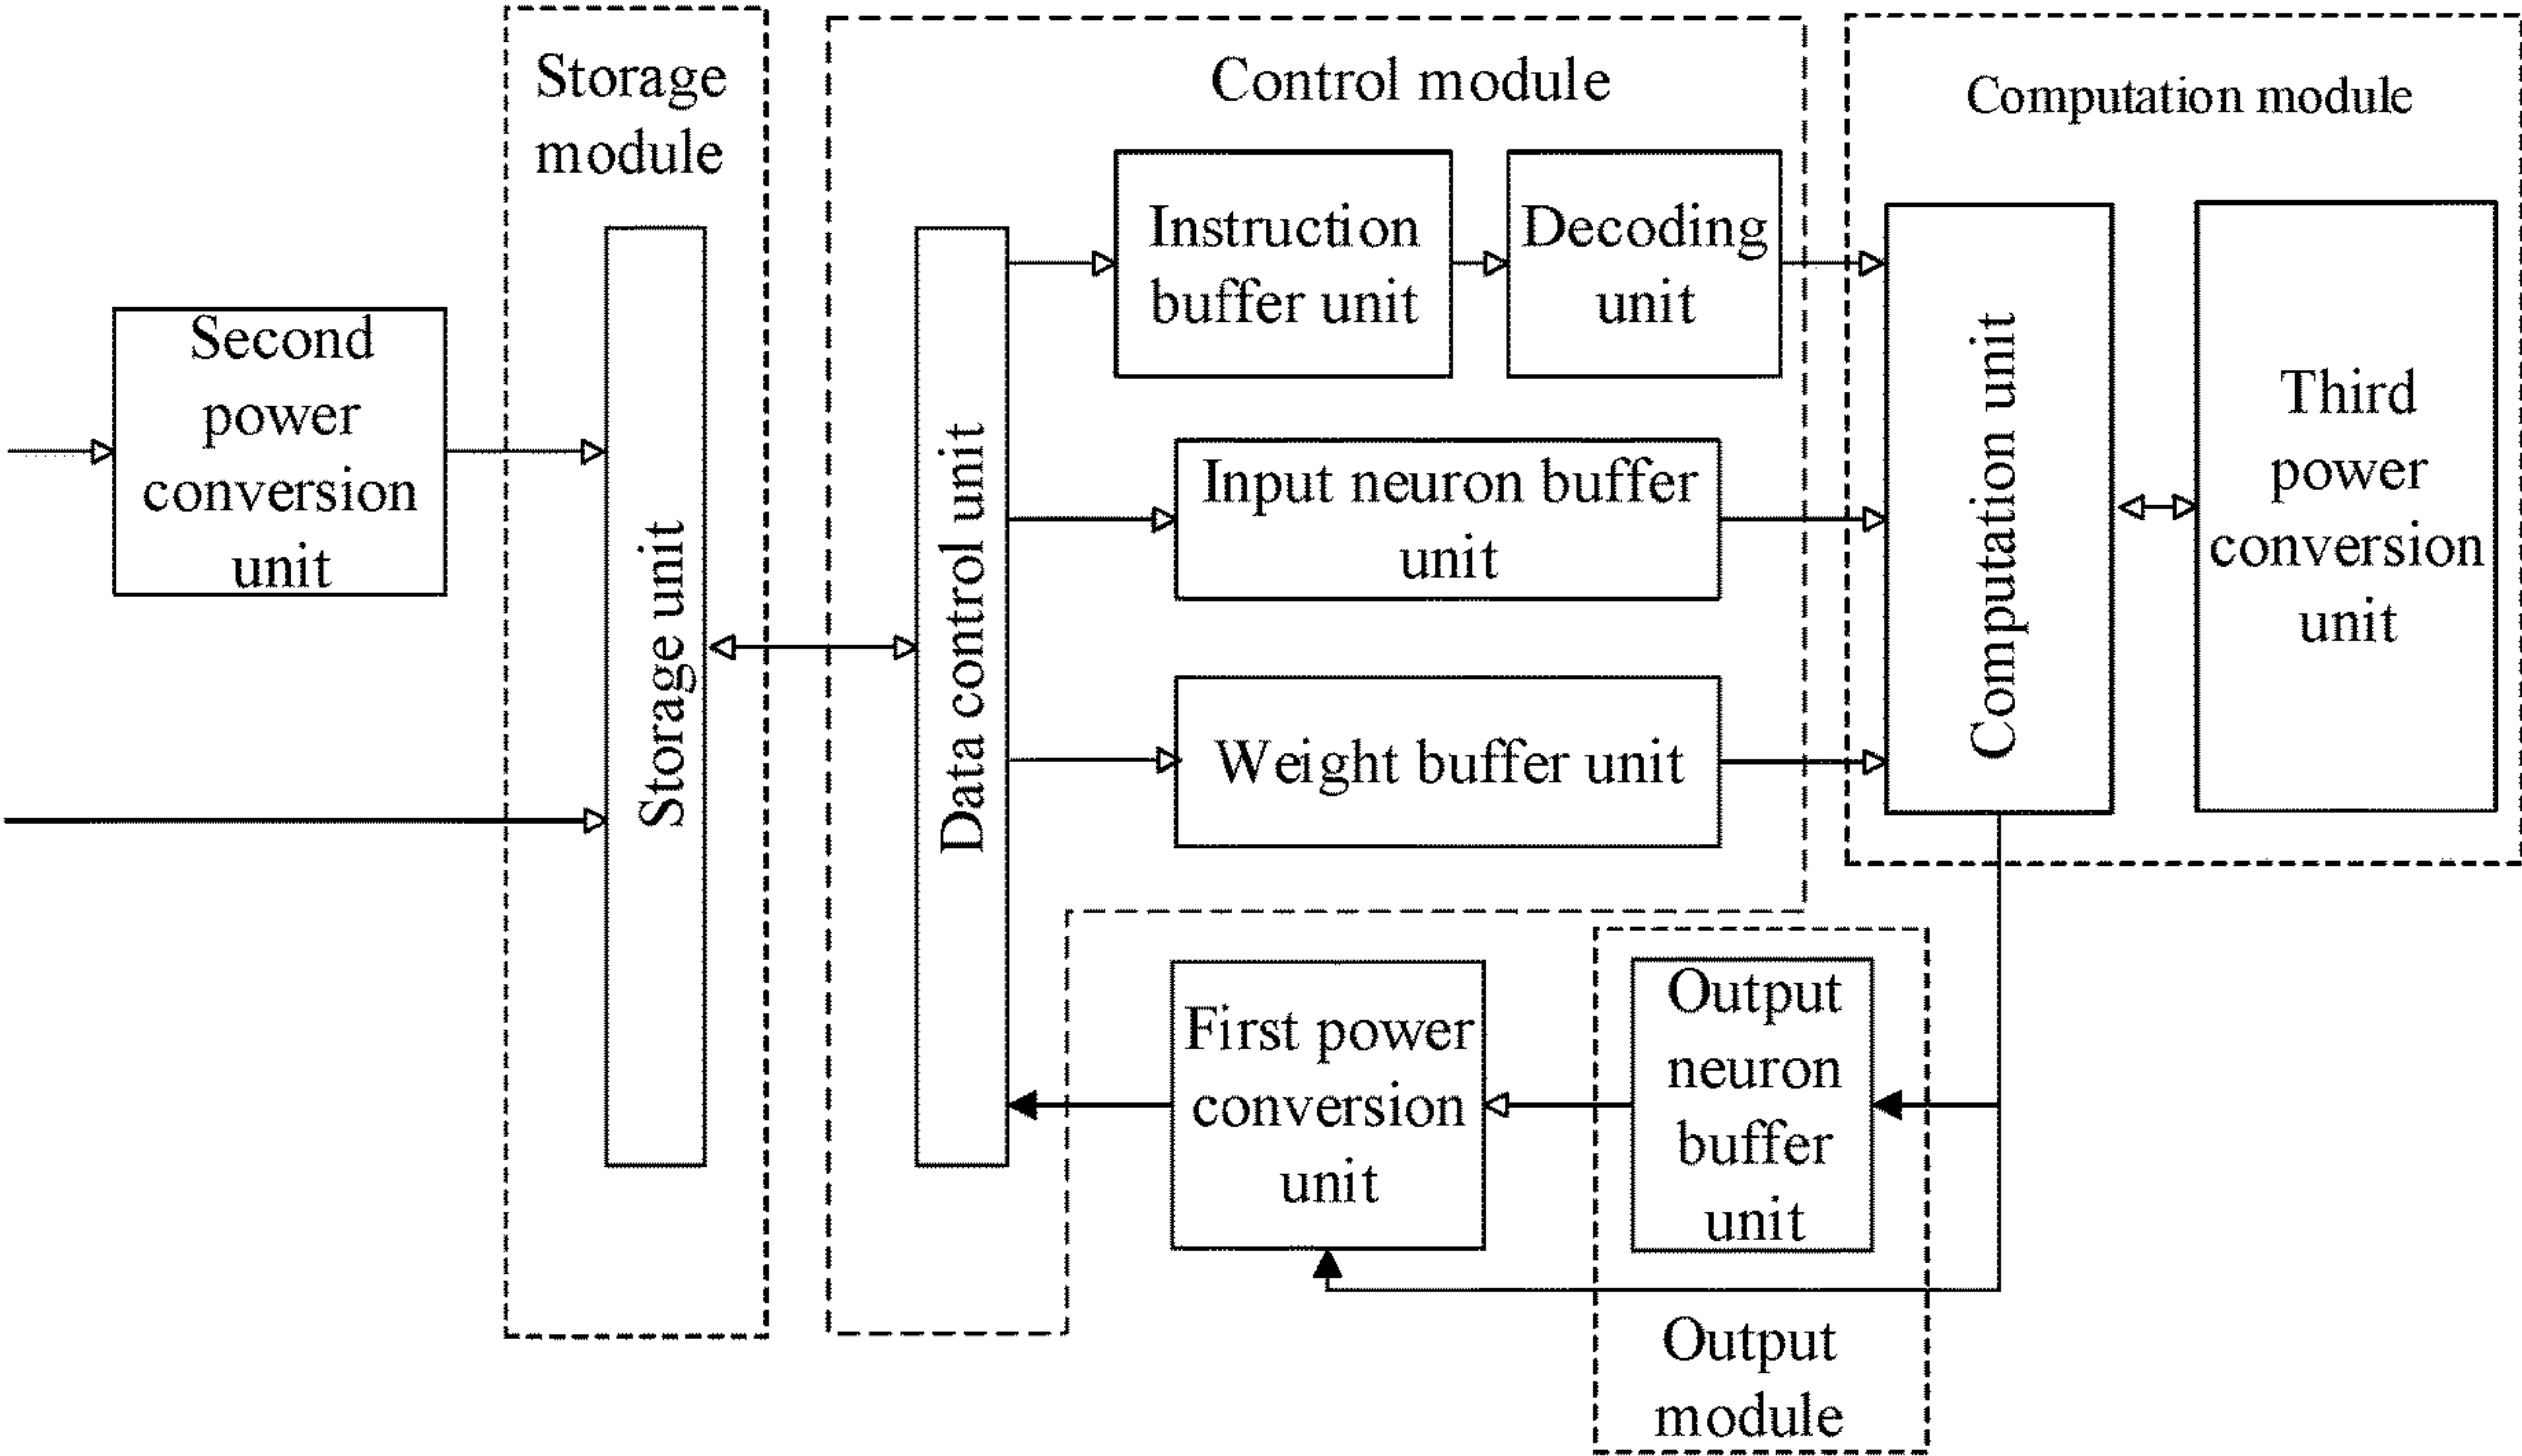 Storage
module
Control module
Computation module
Second
power
conversion
unit
Storage unit
Data control unit
Instruction
buffer unit
Decoding
unit
Input neuron buffer
unit
Weight buffer unit
Computation unit
Third
power
conversion
unit
First power
conversion
unit
Output
neuron
buffer
unit
Output
module